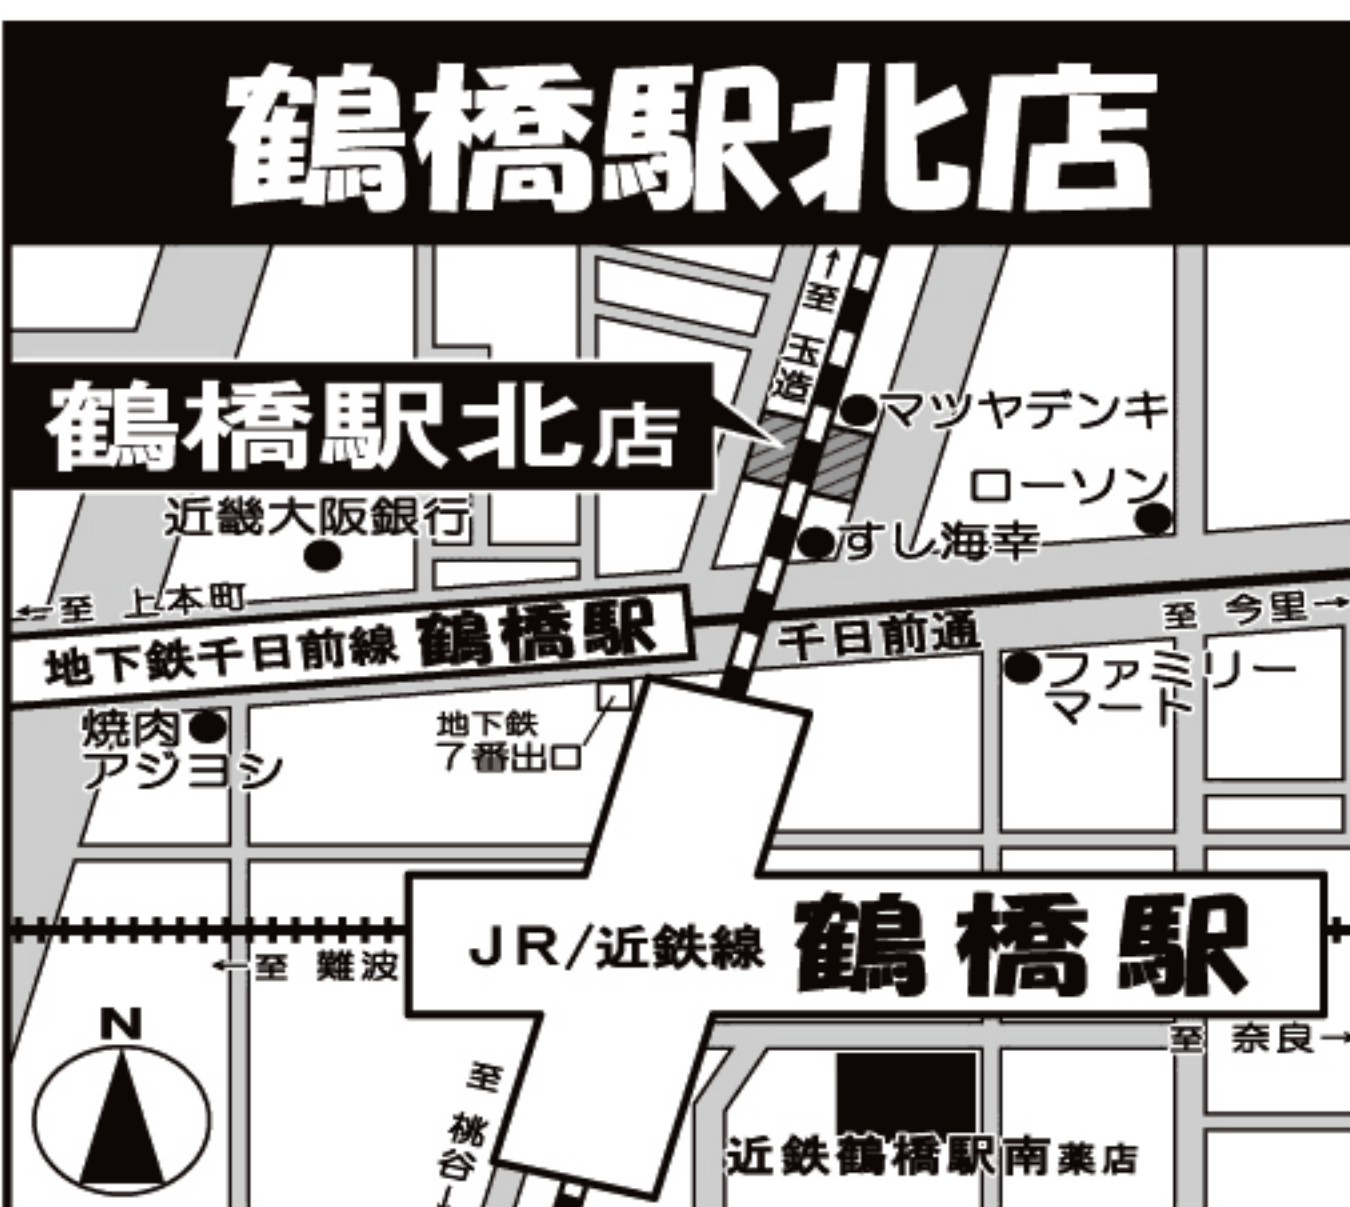 鶴橋駅北店
←至 玉造
マツヤデンキ
鶴橋駅北店
ローソン
近畿大阪銀行
すし海幸
←至 上本町
至 今里→
地下鉄千日前線 鶴橋駅
千日前通
ファミリー
マート
焼肉
アジヨシ
地下鉄
7番出口
JR/近鉄線 鶴橋駅
←至 難波
N
至 奈良→
至 桃谷→
近鉄鶴橋駅南薬店